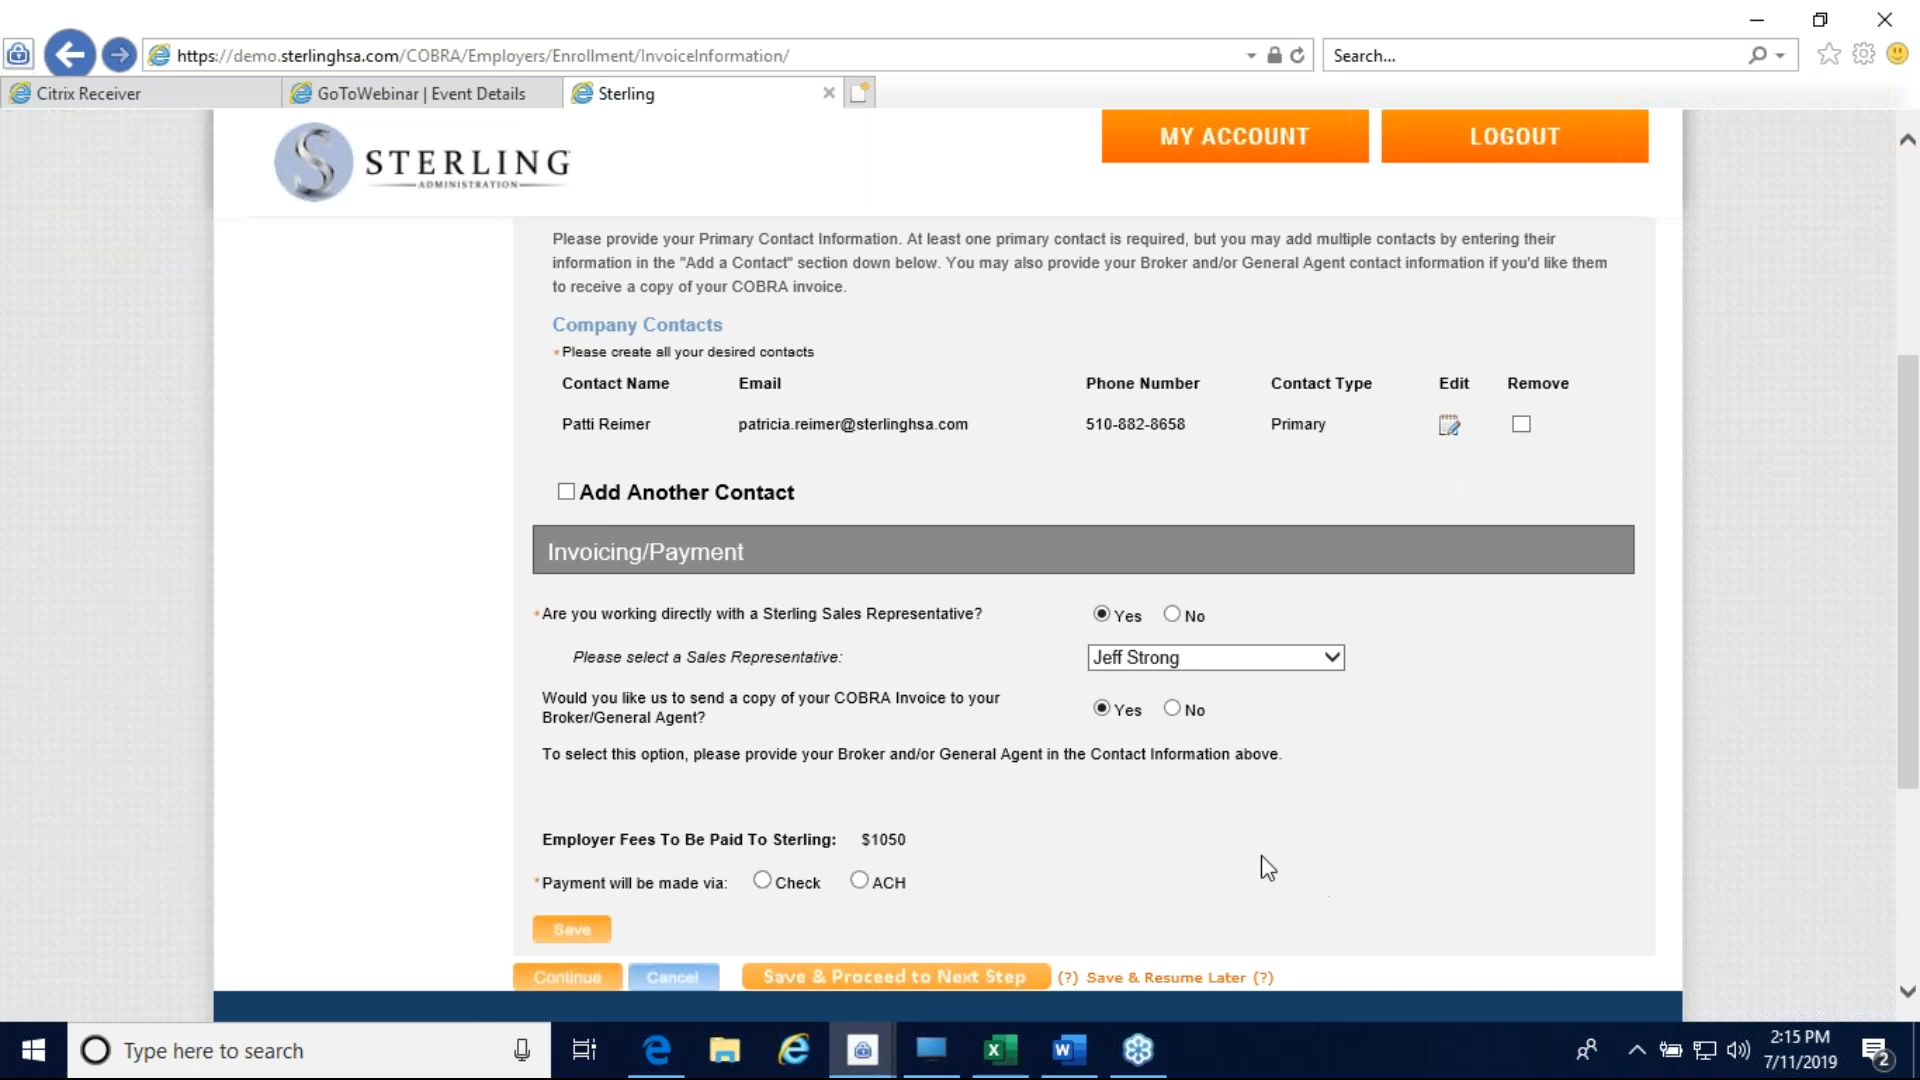 https://demo.sterlinghsa.com/COBRA/Employers/Enrollment/InvoiceInformation/
Search...
Citrix Receiver
GoToWebinar | Event Details
Sterling
STERLING
ADMINISTRATION
MY ACCOUNT
LOGOUT
Please provide your Primary Contact Information. At least one primary contact is required, but you may add multiple contacts by entering their
information in the "Add a Contact" section down below. You may also provide your Broker and/or General Agent contact information if you'd like them
to receive a copy of your COBRA invoice.
Company Contacts
*Please create all your desired contacts
Contact Name Email Phone Number Contact Type Edit Remove
Patti Reimer patricia.reimer@sterlinghsa.com 510-882-8658 Primary
Add Another Contact
Invoicing/Payment
*Are you working directly with a Sterling Sales Representative? Yes No
Please select a Sales Representative: Jeff Strong
Would you like us to send a copy of your COBRA Invoice to your
Broker/General Agent? Yes No
To select this option, please provide your Broker and/or General Agent in the Contact Information above.
Employer Fees To Be Paid To Sterling: $1050
*Payment will be made via: Check ACH
Save
Continue Cancel Save & Proceed to Next Step (?) Save & Resume Later (?)
Type here to search
2:15 PM
7/11/2019
2